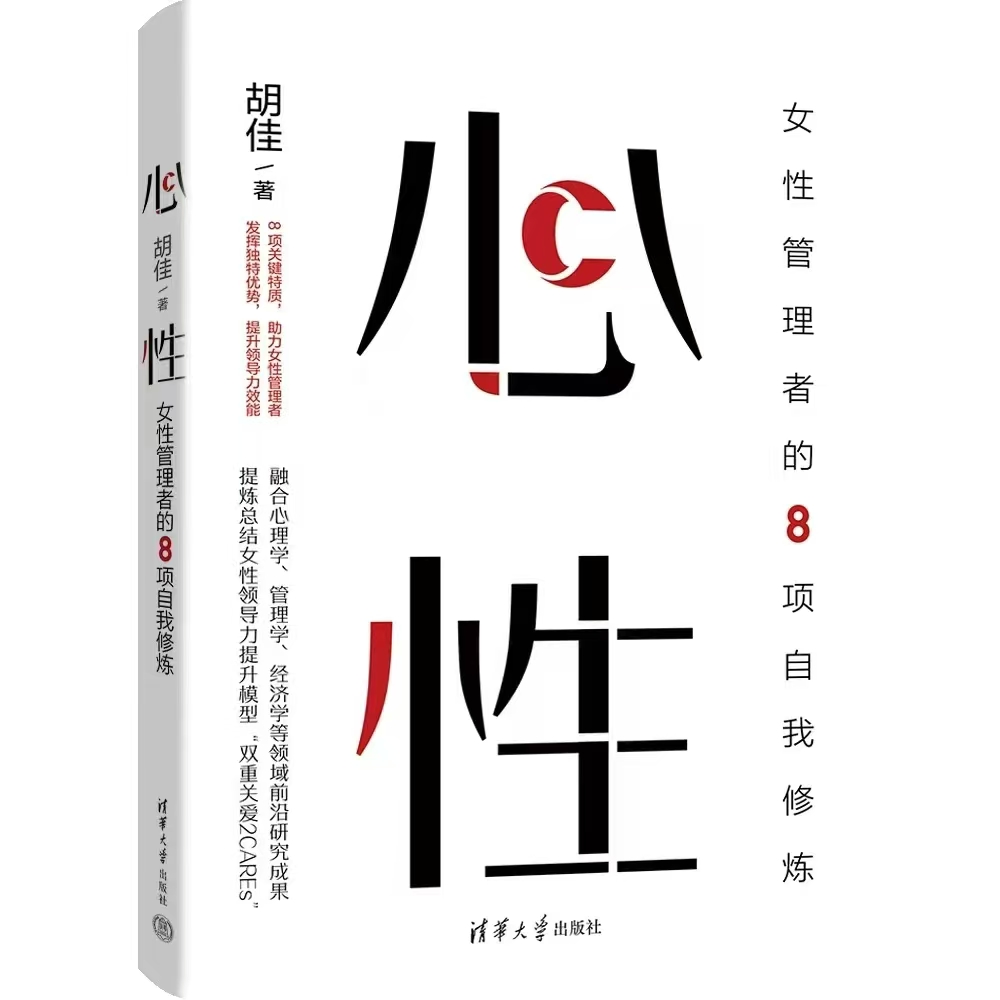 心性
胡佳/著
女性管理者的8项自我修炼
8项关键特质，助力女性管理者
发挥独特优势，提升领导力效能
融合心理学、管理学、经济学等领域前沿研究成果
提炼总结女性领导力提升模型“双重关爱2CAREs”
清华大学出版社
心
胡佳/著
性
女性管理者的8项自我修炼
清华大学出版社